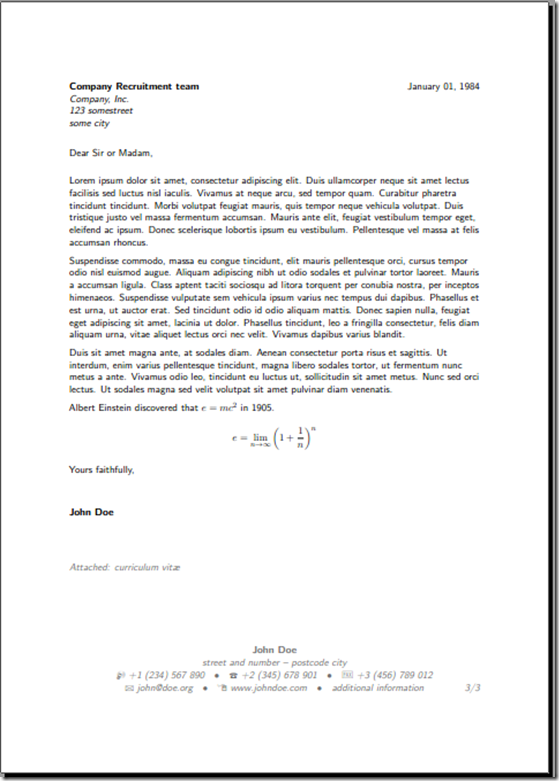 Company Recruitment team January 01, 1984
Company, Inc.
123 somestreet
some city
Dear Sir or Madam,
Lorem ipsum dolor sit amet, consectetur adipiscing elit. Duis ullamcorper neque sit amet lectus
facilisis sed luctus nisl iaculis. Vivamus at neque arcu, sed tempor quam. Curabitur pharetra
tincidunt tincidunt. Morbi volutpat feugiat mauris, quis tempor neque vehicula volutpat. Duis
tristique justo vel massa fermentum accumsan. Mauris ante elit, feugiat vestibulum tempor eget,
eleifend ac ipsum. Donec scelerisque lobortis ipsum eu vestibulum. Pellentesque vel massa at felis
accumsan rhoncus.
Suspendisse commodo, massa eu congue tincidunt, elit mauris pellentesque orci, cursus tempor
odio nisl euismod augue. Aliquam adipiscing nibh ut odio sodales et pulvinar tortor laoreet. Mauris
a accumsan ligula. Class aptent taciti sociosqu ad litora torquent per conubia nostra, per inceptos
himenaeos. Suspendisse vulputate sem vehicula ipsum varius nec tempus dui dapibus. Phasellus et
est urna, ut auctor erat. Sed tincidunt odio id odio aliquam mattis. Donec sapien nulla, feugiat
eget adipiscing sit amet, lacinia ut dolor. Phasellus tincidunt, leo a fringilla consectetur, felis diam
aliquam urna, vitae aliquet lectus orci nec velit. Vivamus dapibus varius blandit.
Duis sit amet magna ante, at sodales diam. Aenean consectetur porta risus et sagittis. Ut
interdum, enim varius pellentesque tincidunt, magna libero sodales tortor, ut fermentum nunc
metus a ante. Vivamus odio leo, tincidunt eu luctus ut, sollicitudin sit amet metus. Nunc sed orci
lectus. Ut sodales magna sed velit volutpat sit amet pulvinar diam venenatis.
Albert Einstein discovered that e = mc² in 1905.
e = lim n→∞ (1 + 1/n)^n
Yours faithfully,
John Doe
Attached: curriculum vitæ
John Doe
street and number – postcode city
+1 (234) 567 890 • +2 (345) 678 901 • FAX +3 (456) 789 012
john@doe.org • www.johndoe.com • additional information 3/3